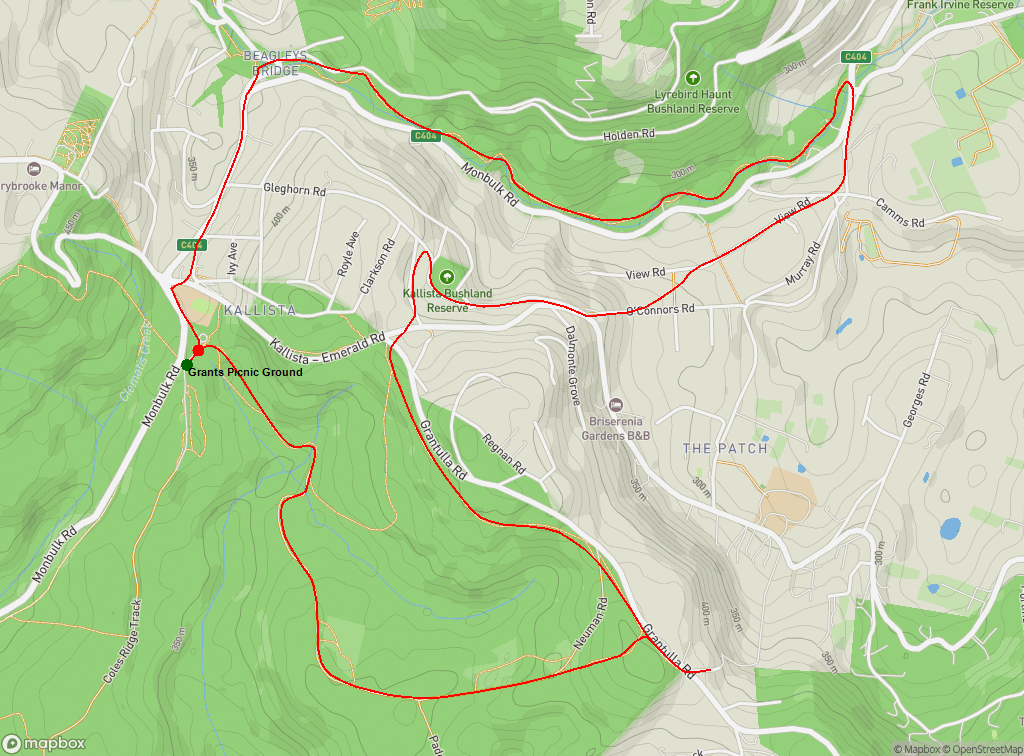 Frank Irvine Reserve
BEAGLEYS
BRIDGE
C404
300 m
Lyrebird Haunt
Bushland Reserve
Holden Rd
C404
350 m
Monbulk Rd
300 m
Gleghorn Rd
450 m
400 m
View Rd
Camms Rd
C404
Ivy Ave
Royle Ave
Clarkson Rd
View Rd
Murray Rd
Kallista Bushland
Reserve
KALLISTA
O'Connors Rd
Kallista – Emerald Rd
Dalmonte Grove
Clematis Creek
Grants Picnic Ground
Monbulk Rd
Georges Rd
Briserenia
Gardens B&B
Grantulla Rd
Regnan Rd
THE PATCH
350 m
300 m
Monbulk Rd
300 m
Coles Ridge Track
350 m
Neuman Rd
400 m
350 m
Grantulla Rd
350 m
mapbox
© Mapbox © OpenStreetMap